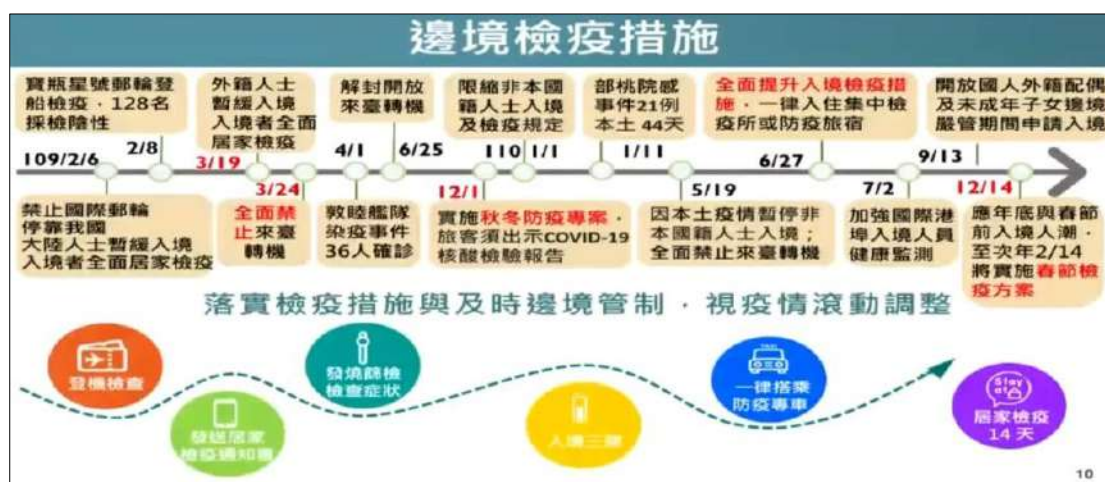 邊境檢疫措施
寶瓶星號郵輪登
船檢疫，128名
採檢陰性
外籍人士
暫緩入境
入境者全面
居家檢疫
解封開放
來臺轉機
限縮非本國
籍人士入境
及檢疫規定
部桃院感
事件21例
本土 44天
全面提升入境檢疫措
施，一律入住集中檢
疫所或防疫旅宿
開放國人外籍配偶
及未成年子女邊境
嚴管期間申請入境
109/2/6
2/8
3/19
3/24
4/1
6/25
12/1
110
1/1
1/11
5/19
6/27
7/2
9/13
12/14
禁止國際郵輪
停靠我國
大陸人士暫緩入境
入境者全面居家檢疫
全面禁
止來臺
轉機
敦陸艦隊
染疫事件
36人確診
實施秋冬防疫專案，
旅客須出示COVID-19
核酸檢驗報告
因本土疫情暫停非
本國籍人士入境；
全面禁止來臺轉機
加強國際港
埠入境人員
健康監測
應年底與春節
前入境人潮，
至次年2/14
將實施春節檢
疫方案
落實檢疫措施與及時邊境管制，視疫情滾動調整
登機檢查
發送居家
檢疫通知書
發燒篩檢
檢查症狀
TAXI
一律搭乘
防疫專車
Stay
at
居家檢疫
14 天
10